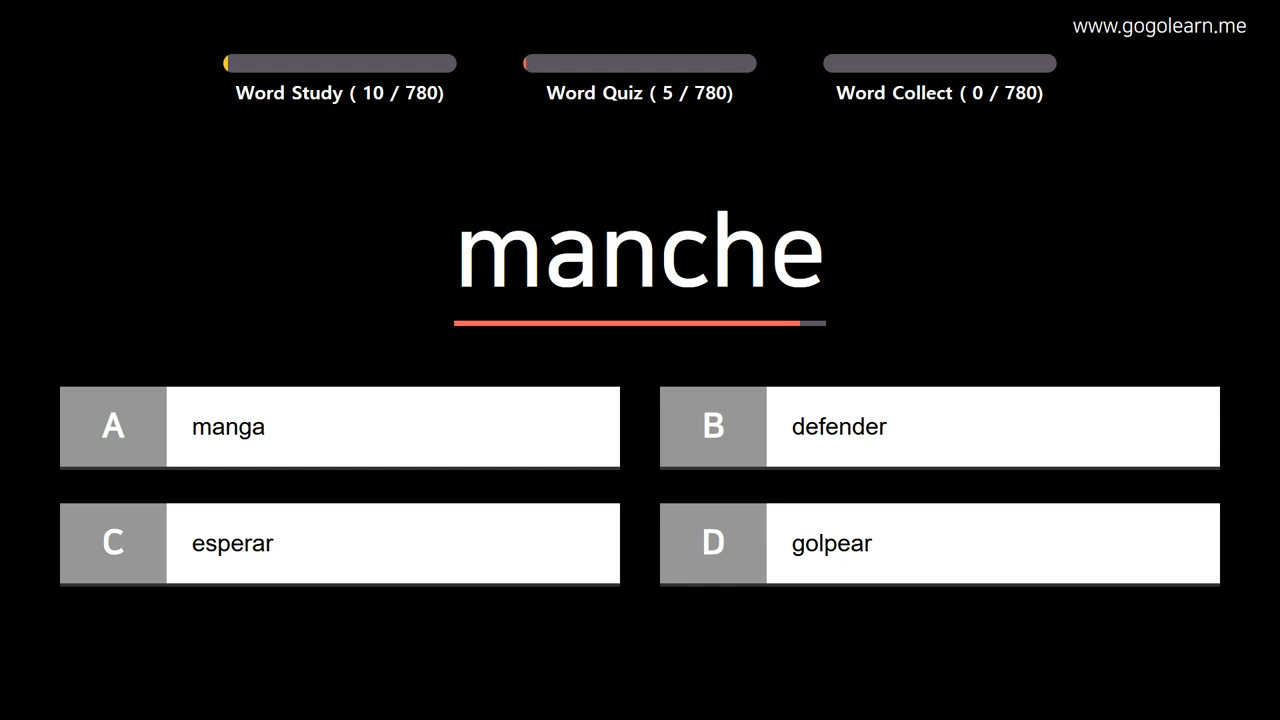 www.gogolearn.me
Word Study ( 10 / 780)
Word Quiz ( 5 / 780)
Word Collect ( 0 / 780)
manche
A manga
B defender
C esperar
D golpear